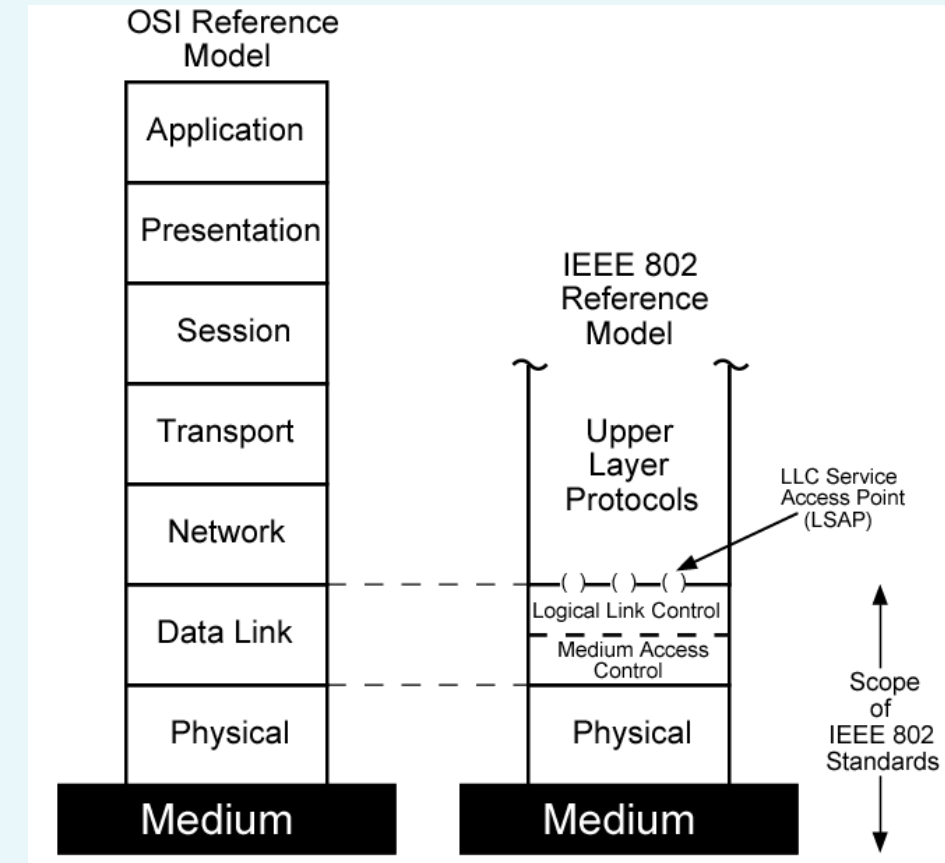 OSI Reference
Model
Application
Presentation
Session
Transport
Network
Data Link
Physical
Medium
IEEE 802
Reference
Model
Upper
Layer
Protocols
LLC Service
Access Point
(LSAP)
( ) ( ) ( )
Logical Link Control
Medium Access
Control
Physical
Medium
Scope
of
IEEE 802
Standards